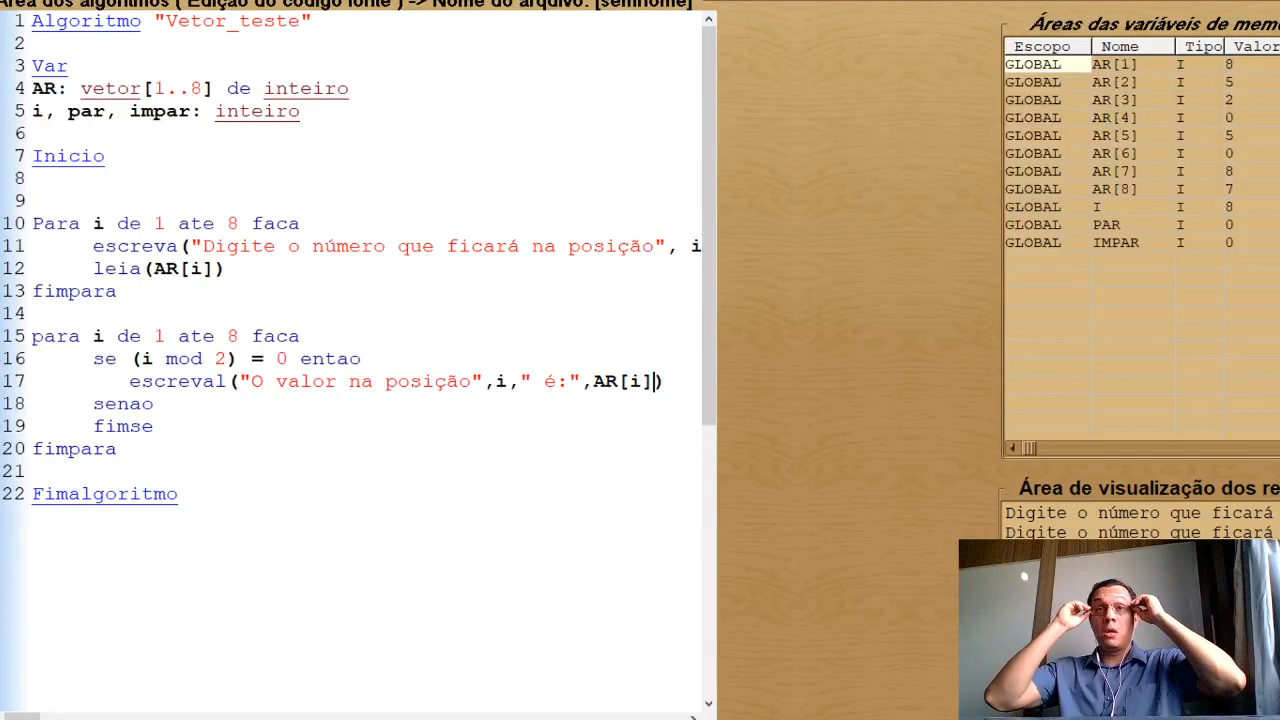 Área dos algoritmos ( Edição do código fonte ) -> Nome do arquivo: [semnome]
1 Algoritmo "Vetor_teste"
2
3 Var
4 AR: vetor[1..8] de inteiro
5 i, par, impar: inteiro
6
7 Inicio
8
9
10 Para i de 1 ate 8 faca
11 escreva("Digite o número que ficará na posição", i
12 leia(AR[i])
13 fimpara
14
15 para i de 1 ate 8 faca
16 se (i mod 2) = 0 entao
17 escreval("O valor na posição",i," é:",AR[i])
18 senao
19 fimse
20 fimpara
21
22 Fimalgoritmo
Áreas das variáveis de mem
Escopo Nome Tipo Valor
GLOBAL AR[1] I 8
GLOBAL AR[2] I 5
GLOBAL AR[3] I 2
GLOBAL AR[4] I 0
GLOBAL AR[5] I 5
GLOBAL AR[6] I 0
GLOBAL AR[7] I 8
GLOBAL AR[8] I 7
GLOBAL I I 8
GLOBAL PAR I 0
GLOBAL IMPAR I 0
Área de visualização dos re
Digite o número que ficará
Digite o número que ficará